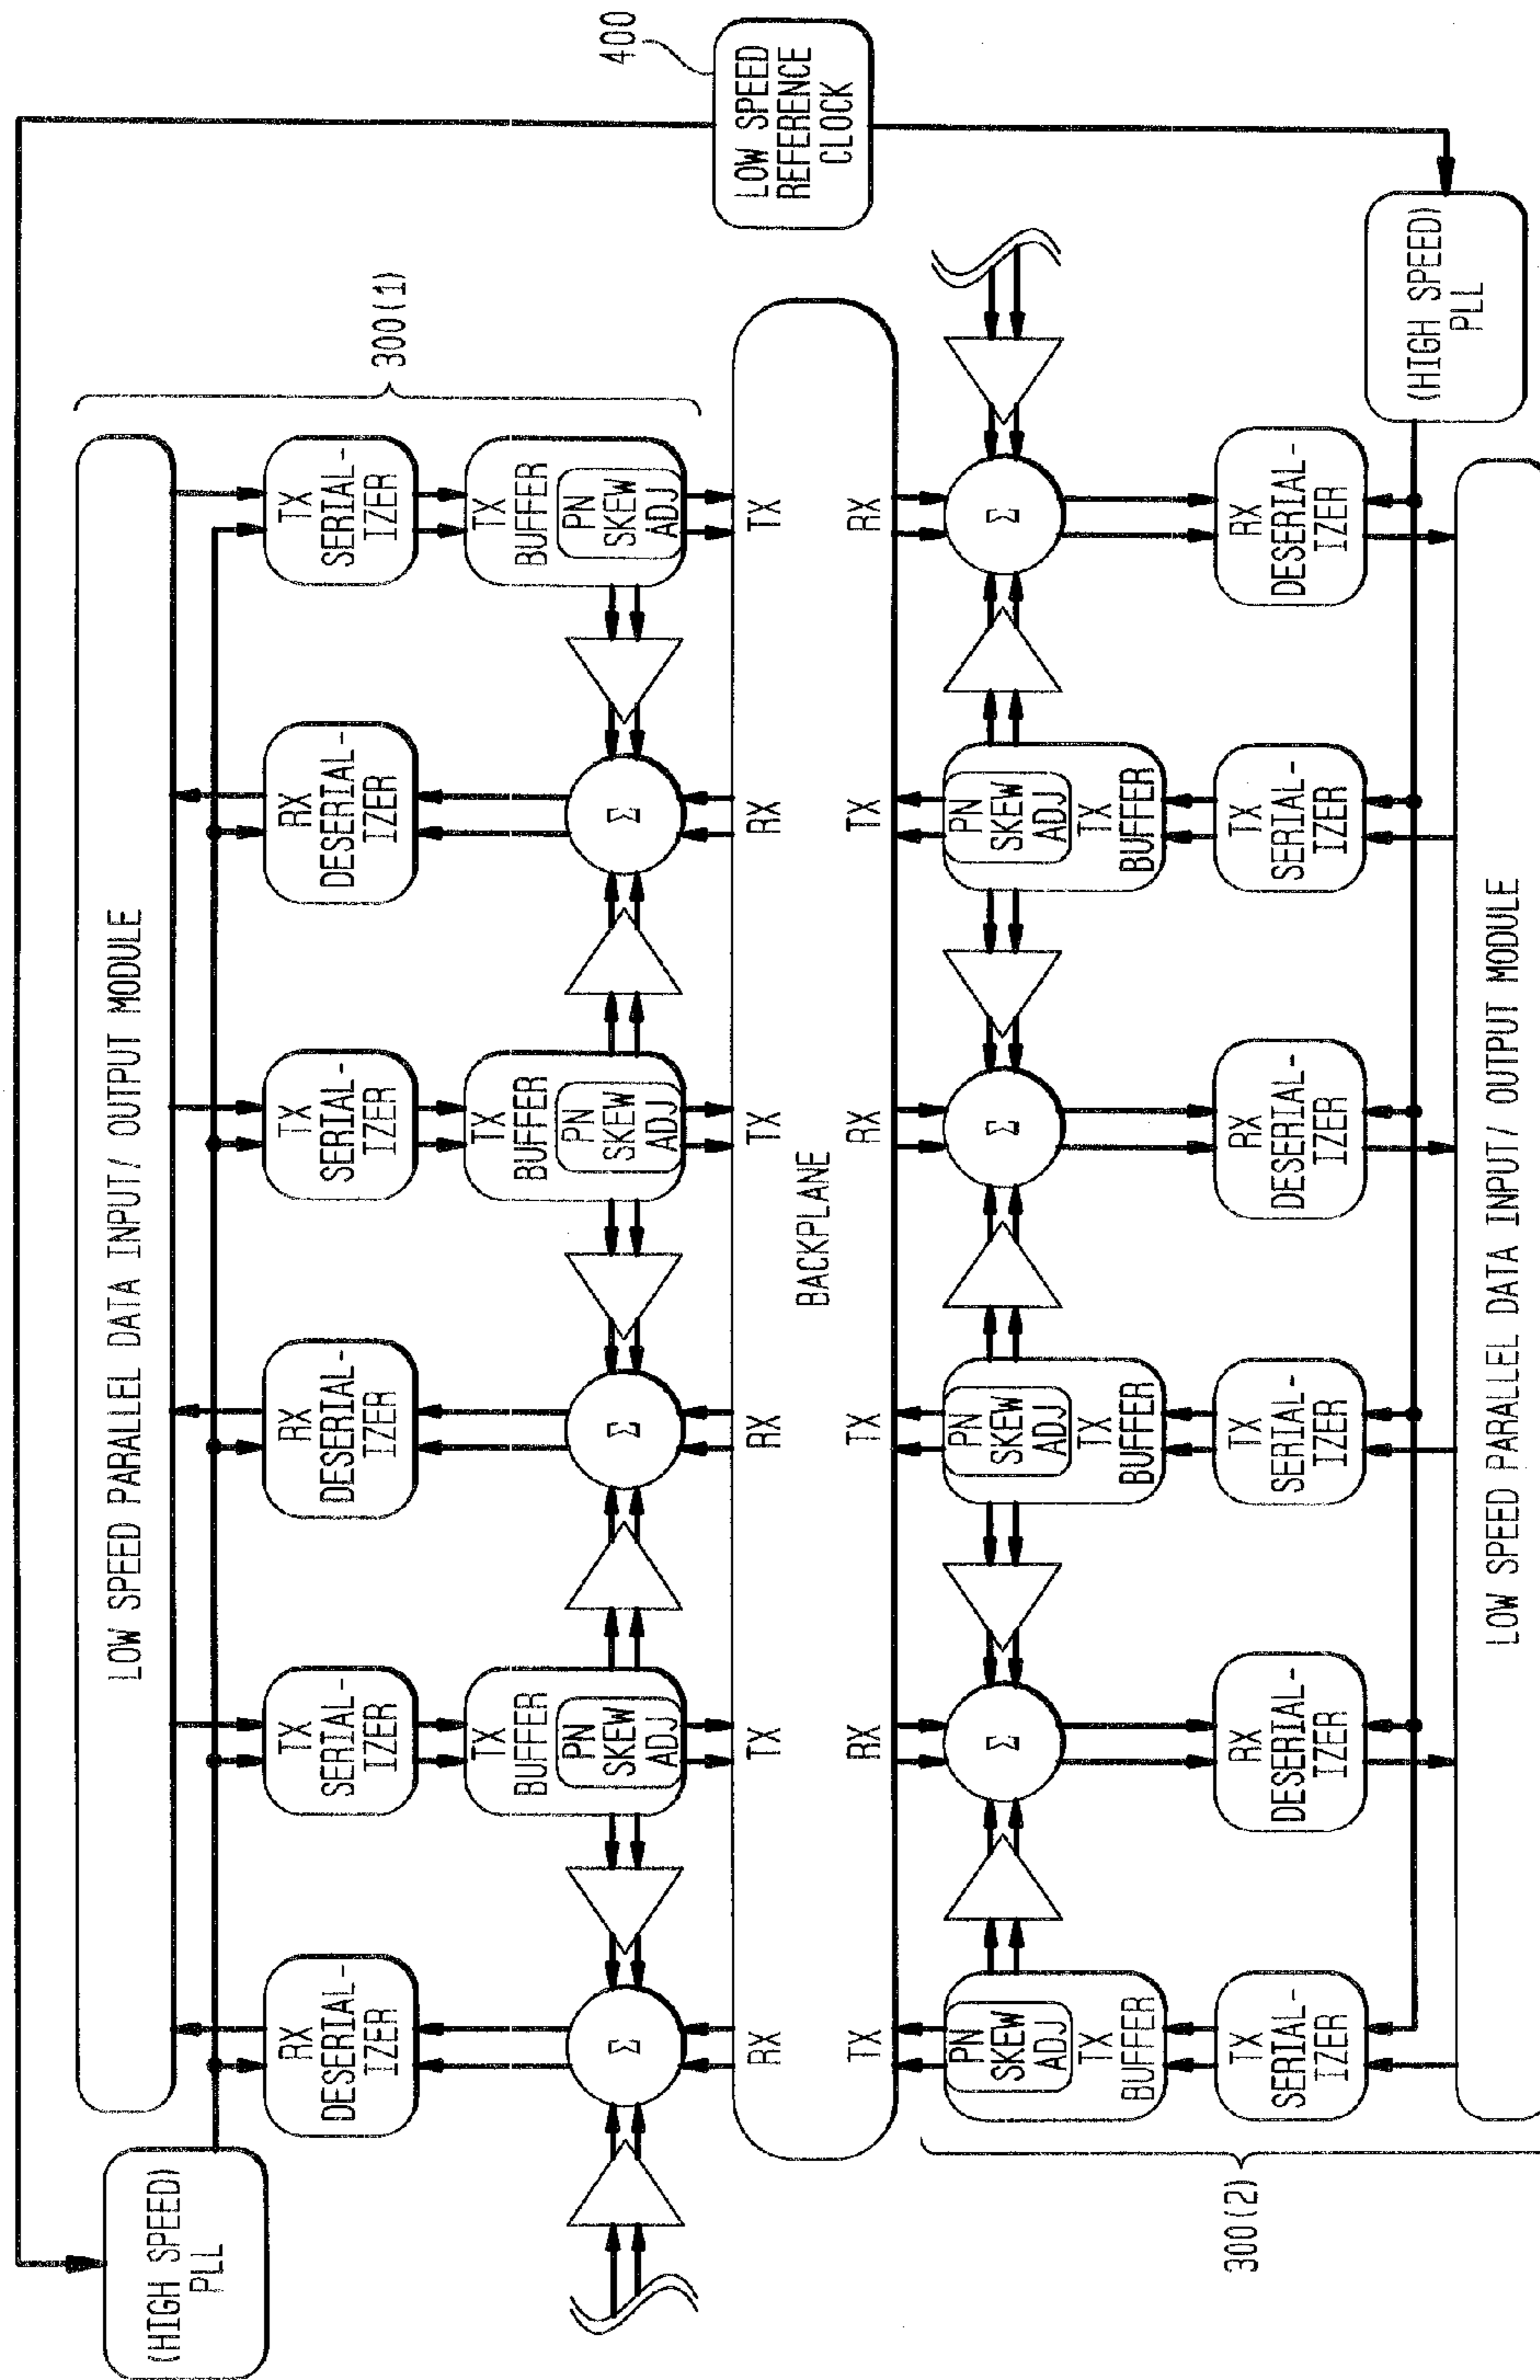 (HIGH SPEED)
PLL
LOW SPEED PARALLEL DATA INPUT/ OUTPUT MODULE
RX
DESERIAL-
IZER
TX
SERIAL-
IZER
RX
DESERIAL-
IZER
TX
SERIAL-
IZER
RX
DESERIAL-
IZER
TX
SERIAL-
IZER
300(1)
Σ
TX
BUFFER
PN
SKEW
ADJ
Σ
TX
BUFFER
PN
SKEW
ADJ
Σ
TX
BUFFER
PN
SKEW
ADJ
400
LOW SPEED
REFERENCE
CLOCK
RX
TX
RX
TX
RX
TX
BACKPLANE
TX
RX
TX
RX
TX
RX
PN
SKEW
ADJ
TX
BUFFER
Σ
PN
SKEW
ADJ
TX
BUFFER
Σ
PN
SKEW
ADJ
TX
BUFFER
Σ
300(2)
TX
SERIAL-
IZER
RX
DESERIAL-
IZER
TX
SERIAL-
IZER
RX
DESERIAL-
IZER
TX
SERIAL-
IZER
RX
DESERIAL-
IZER
(HIGH SPEED)
PLL
LOW SPEED PARALLEL DATA INPUT/ OUTPUT MODULE